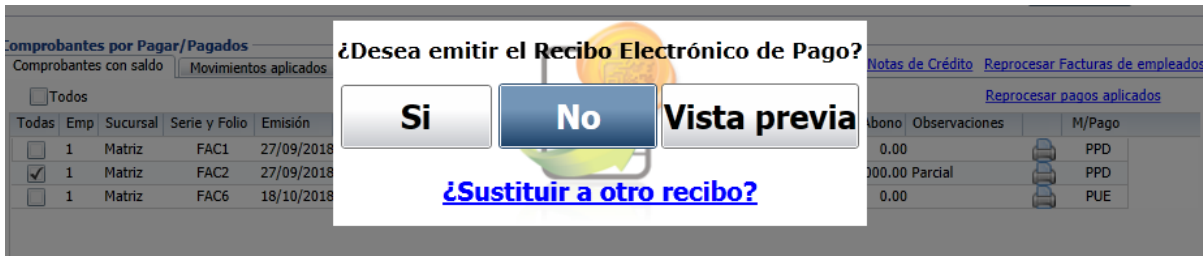 Comprobantes por Pagar/Pagados
¿Desea emitir el Recibo Electrónico de Pago?
Comprobantes con saldo Movimientos aplicados Notas de Crédito Reprocesar Facturas de empleados
Si No Vista previa
Todos Reprocesar pagos aplicados
Todas Emp Sucursal Serie y Folio Emisión Abono Observaciones M/Pago
1 Matriz FAC1 27/09/2018 0.00 PPD
1 Matriz FAC2 27/09/2018 000.00 Parcial PPD
1 Matriz FAC6 18/10/2018 0.00 PUE
¿Sustituir a otro recibo?